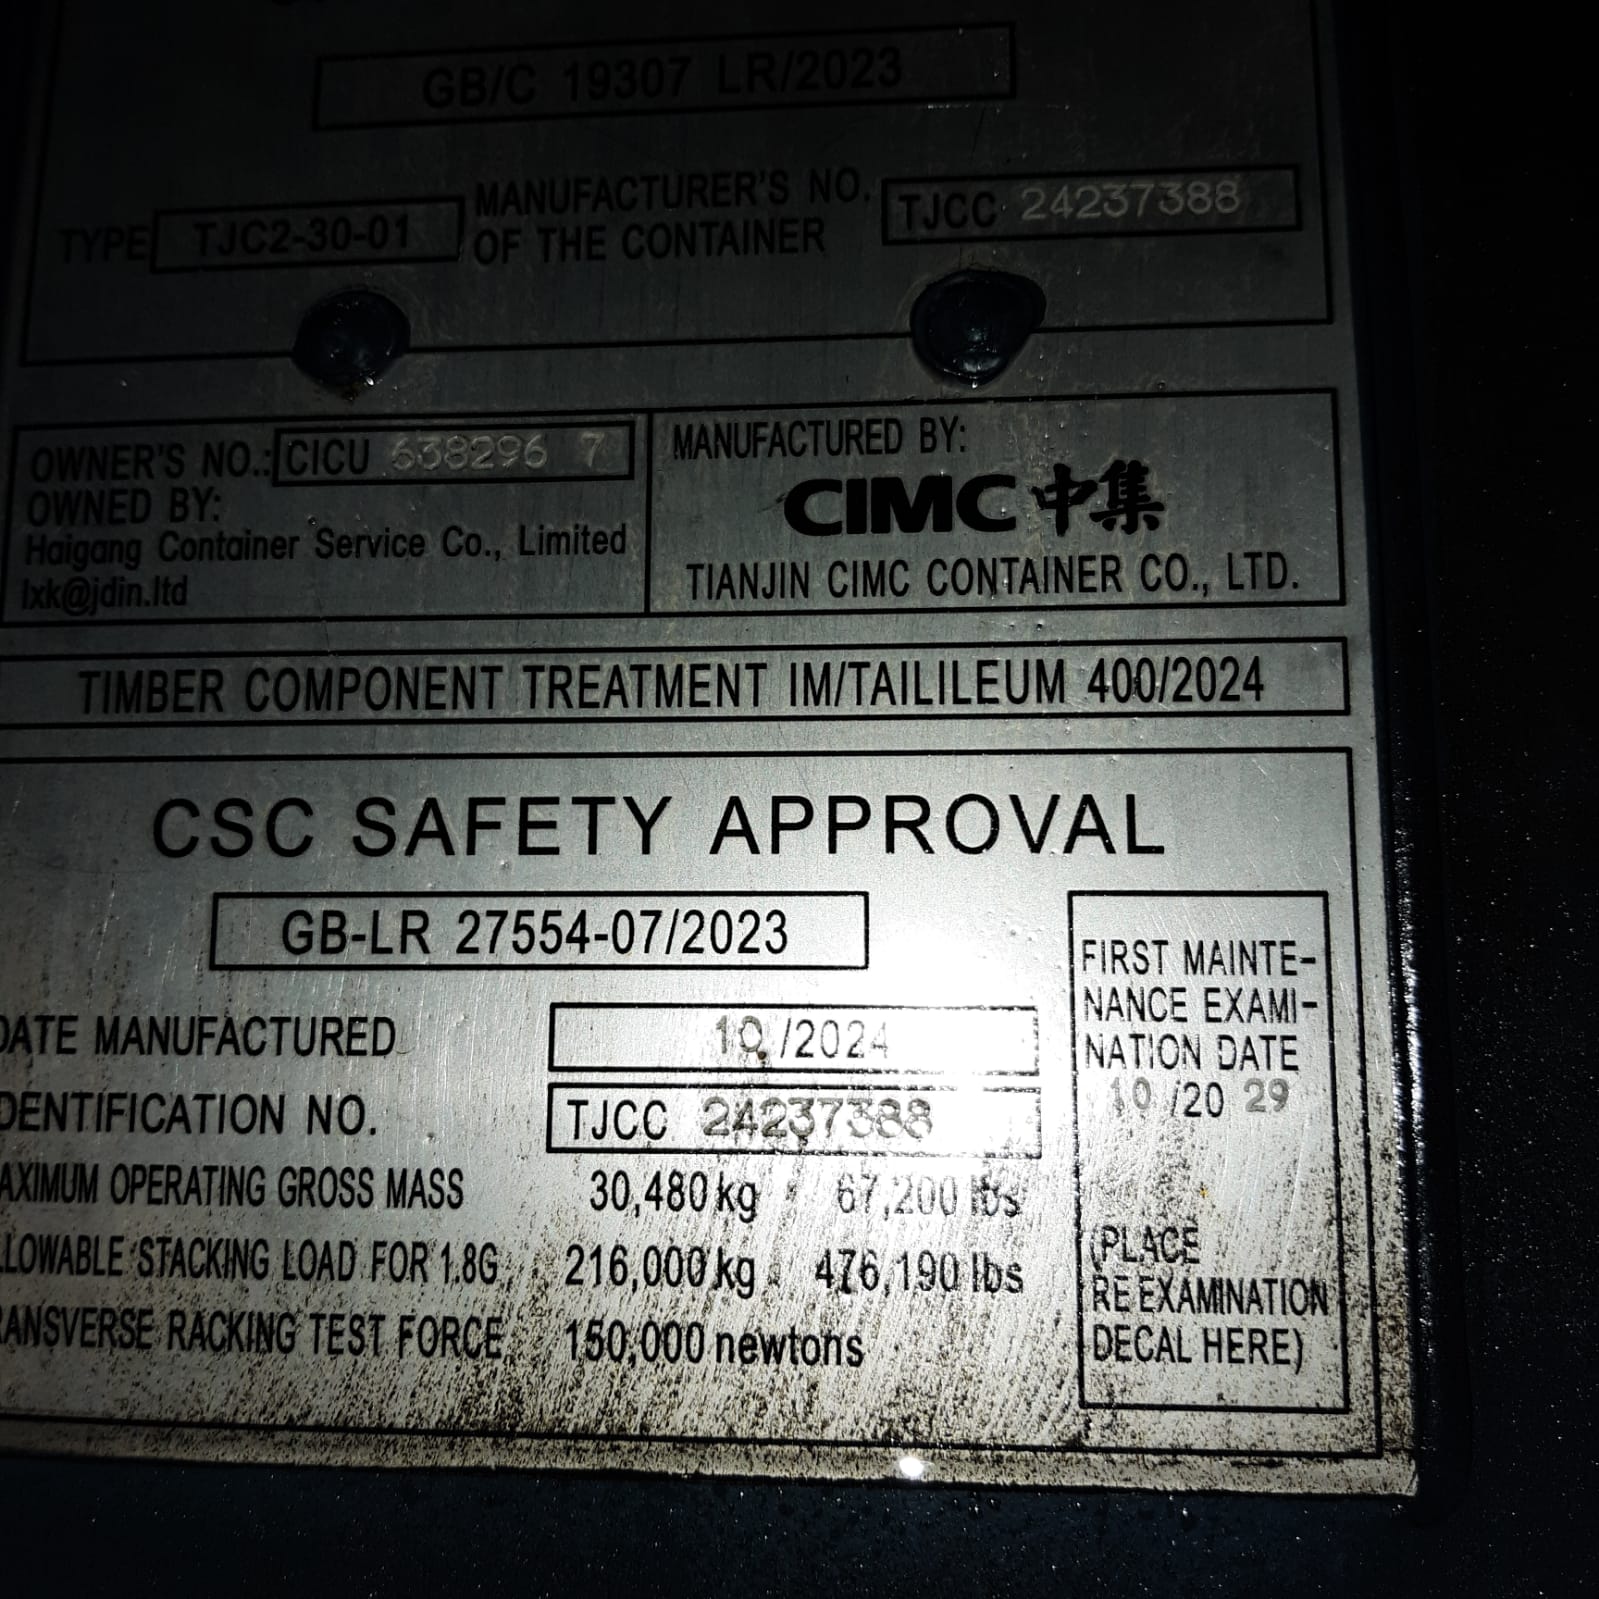 GB/C 19307 LR/2023
TYPE TJC2-30-01 MANUFACTURER'S NO. OF THE CONTAINER TJCC 24237388
OWNER'S NO.: CICU 638296 7
OWNED BY:
Haigang Container Service Co., Limited
lxk@jdin.ltd
MANUFACTURED BY:
CIMC 中集
TIANJIN CIMC CONTAINER CO., LTD.
TIMBER COMPONENT TREATMENT IM/TAILILEUM 400/2024
CSC SAFETY APPROVAL
GB-LR 27554-07/2023
DATE MANUFACTURED 10/2024
IDENTIFICATION NO. TJCC 24237388
MAXIMUM OPERATING GROSS MASS 30,480 kg 67,200 lbs
ALLOWABLE STACKING LOAD FOR 1.8G 216,000 kg 476,190 lbs
TRANSVERSE RACKING TEST FORCE 150,000 newtons
FIRST MAINTE-
NANCE EXAMI-
NATION DATE
10 /20 29
(PLACE
REEXAMINATION
DECAL HERE)